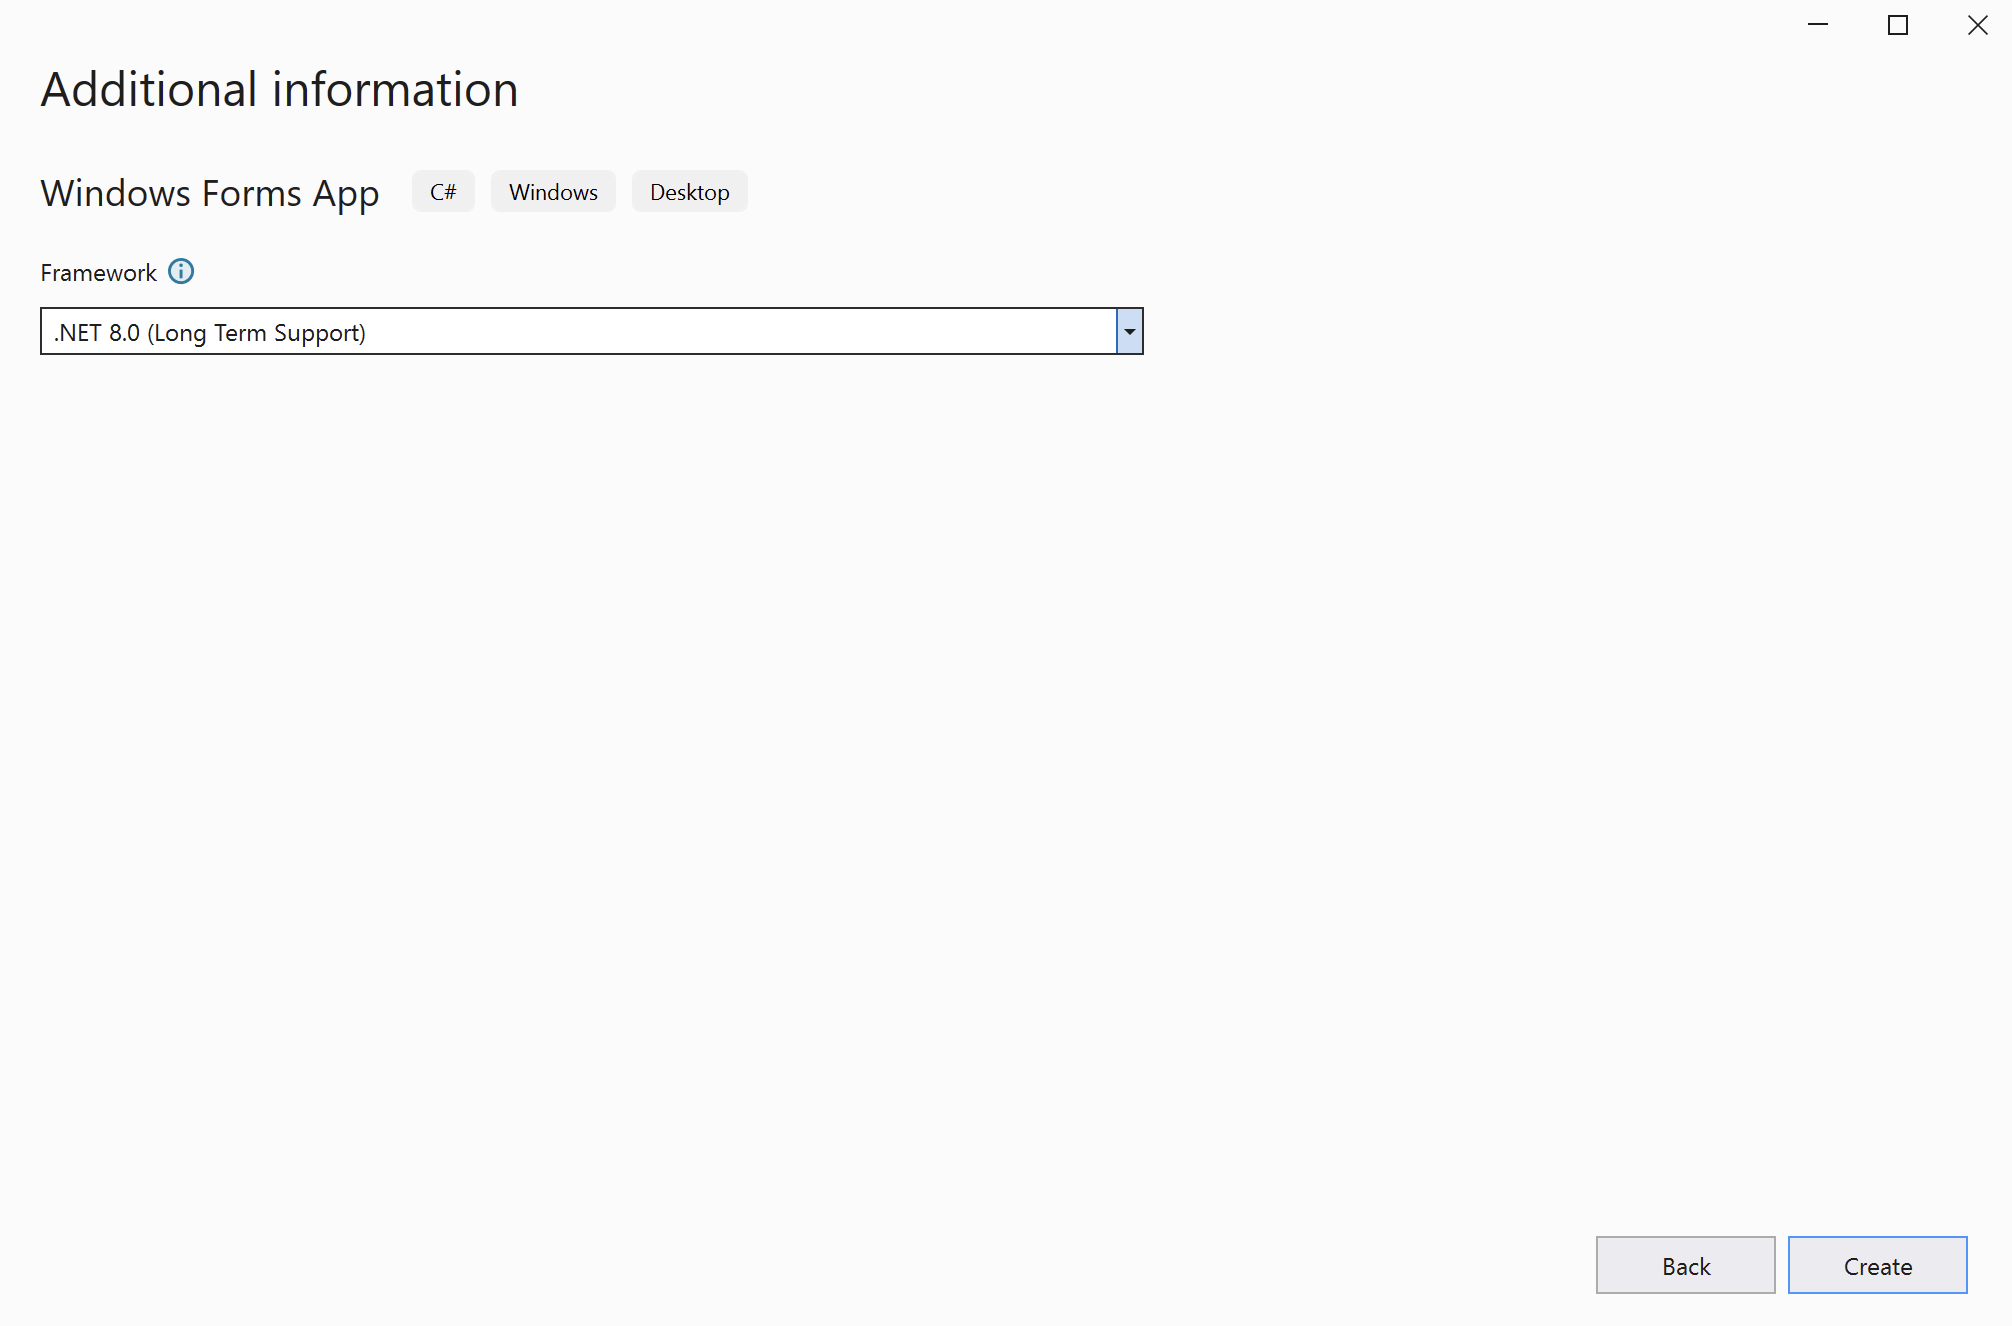 Additional information
Windows Forms App C# Windows Desktop
Framework
.NET 8.0 (Long Term Support)
Back Create